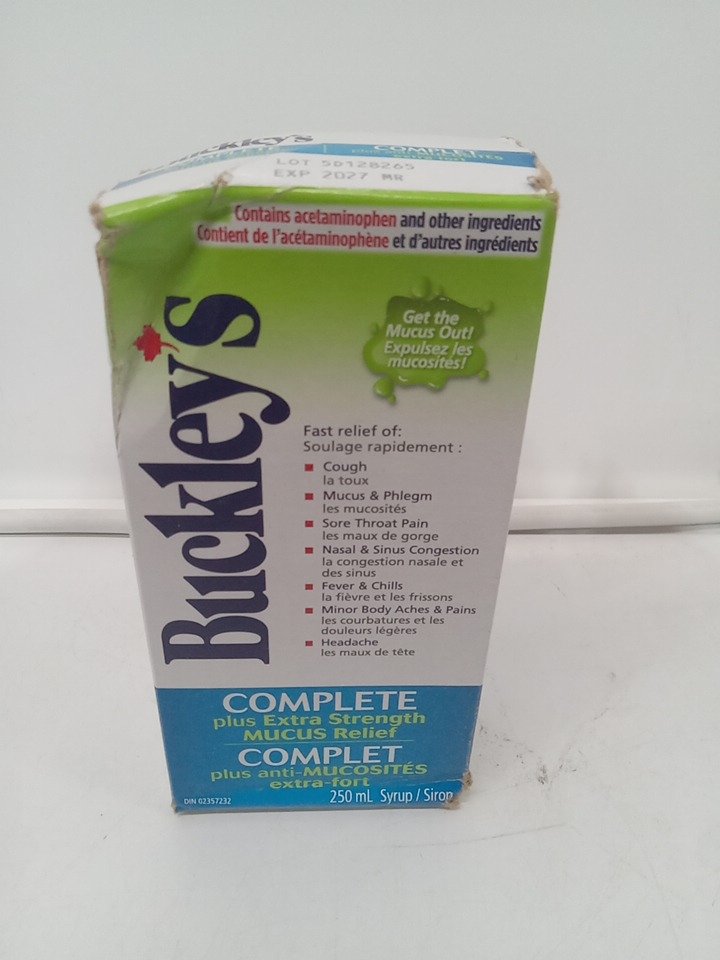 Buckley's
COMPLET
LOT 5D128265
EXP 2027 MR
Contains acetaminophen and other ingredients
Contient de l'acétaminophène et d'autres ingrédients
Get the
Mucus Out!
Expulsez les
mucosités!
Buckley's
Fast relief of:
Soulage rapidement :
Cough
la toux
Mucus & Phlegm
les mucosités
Sore Throat Pain
les maux de gorge
Nasal & Sinus Congestion
la congestion nasale et
des sinus
Fever & Chills
la fièvre et les frissons
Minor Body Aches & Pains
les courbatures et les
douleurs légères
Headache
les maux de tête
COMPLETE
plus Extra Strength
MUCUS Relief
COMPLET
plus anti-MUCOSITÉS
extra-fort
DIN 02357232
250 mL Syrup / Sirop